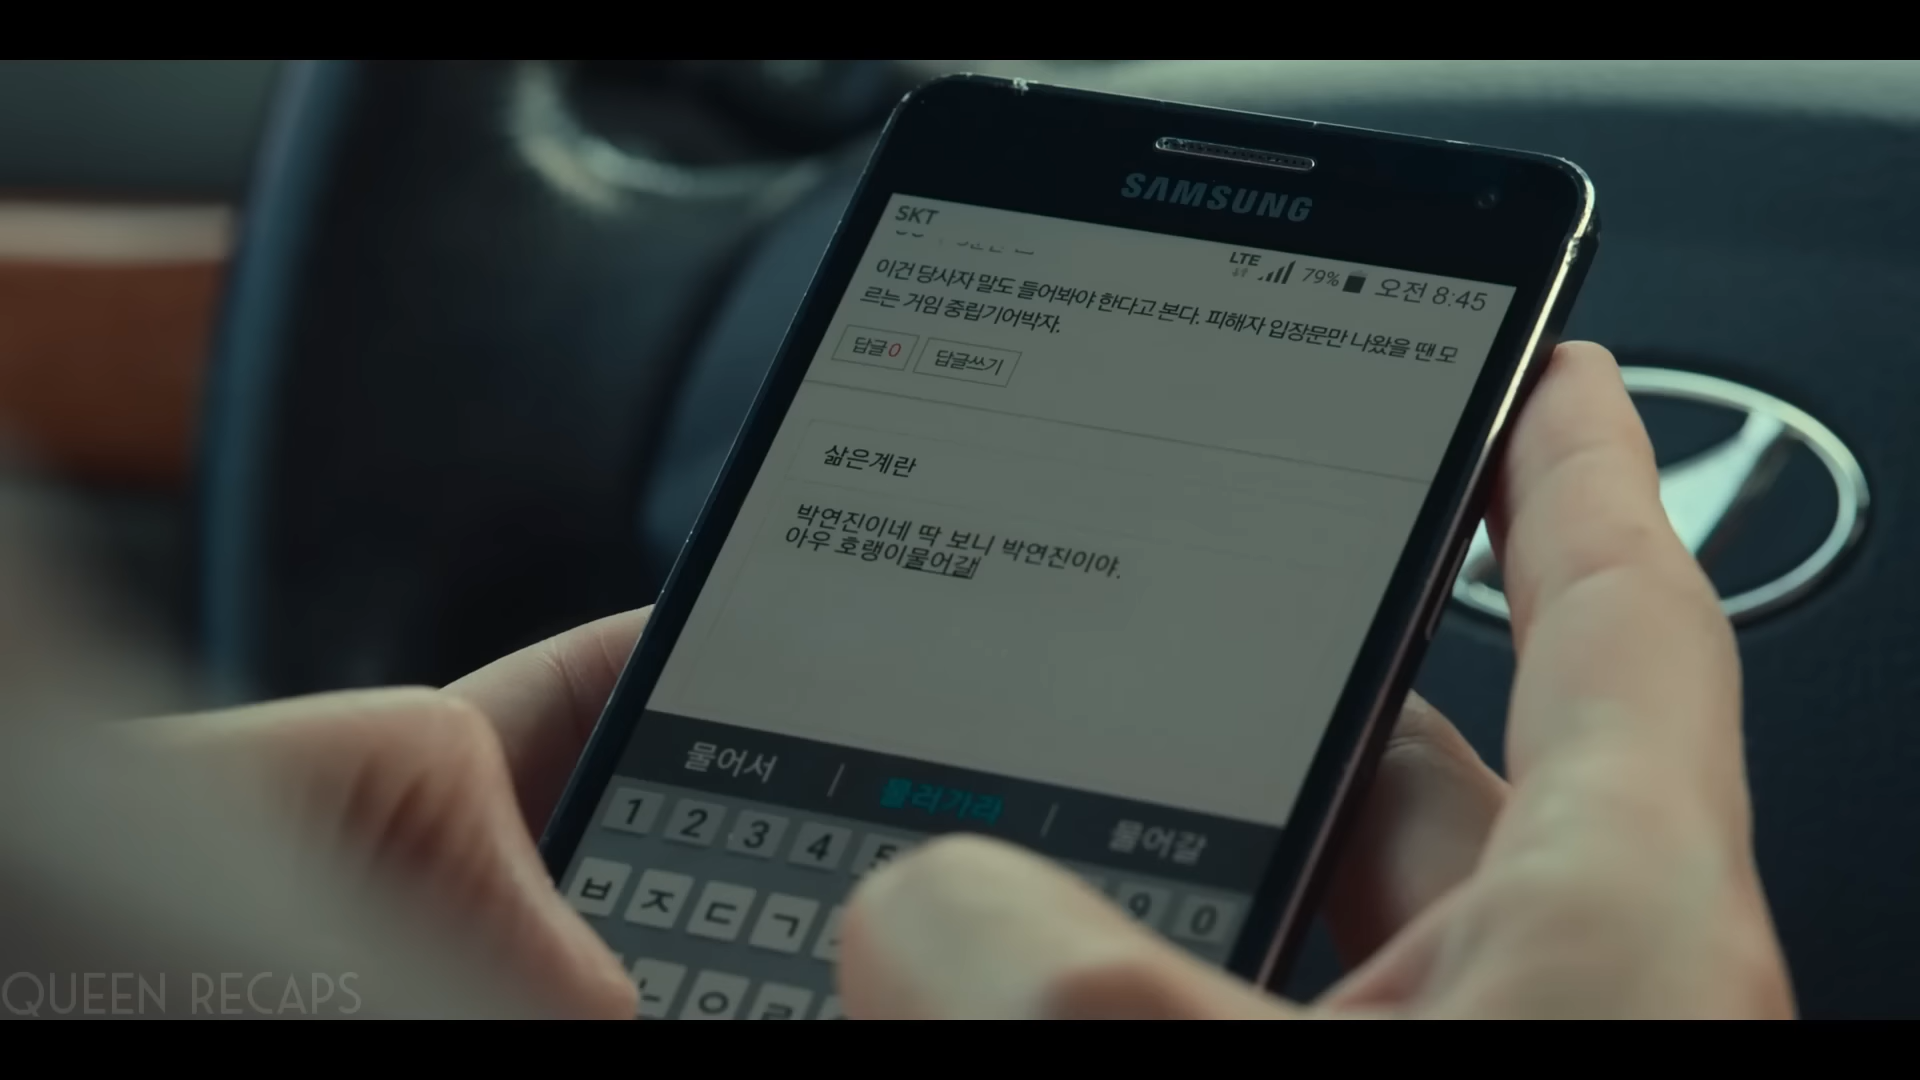 SAMSUNG
SKT
LTE 79% 오전 8:45
이건 당사자 말도 들어봐야 한다고 본다. 피해자 입장문만 나왔을 땐 모
르는 거임 중립기어박자.
답글0 답글쓰기
삶은계란
박연진이네 딱 보니 박연진이야.
아우 호랭이물어갈
물어서 | 물러가라 | 물어갈
1 2 3 4 5 9 0
ㅂ ㅈ ㄷ ㄱ
ㄴ ㅇ ㄹ
QUEEN RECAPS